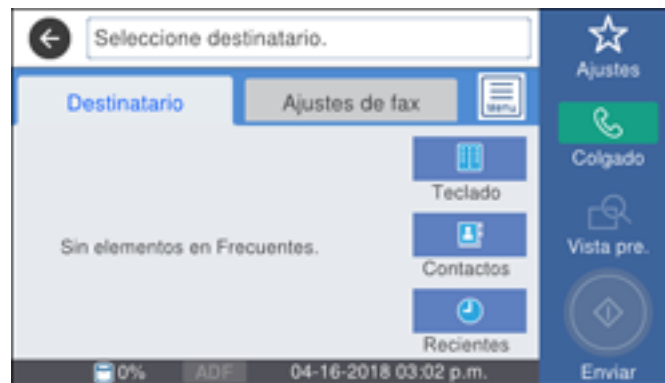 Seleccione destinatario.
Ajustes
Destinatario
Ajustes de fax
Menu
Colgado
Teclado
Sin elementos en Frecuentes.
Vista pre.
Contactos
Recientes
0%
ADF
04-16-2018 03:02 p.m.
Enviar